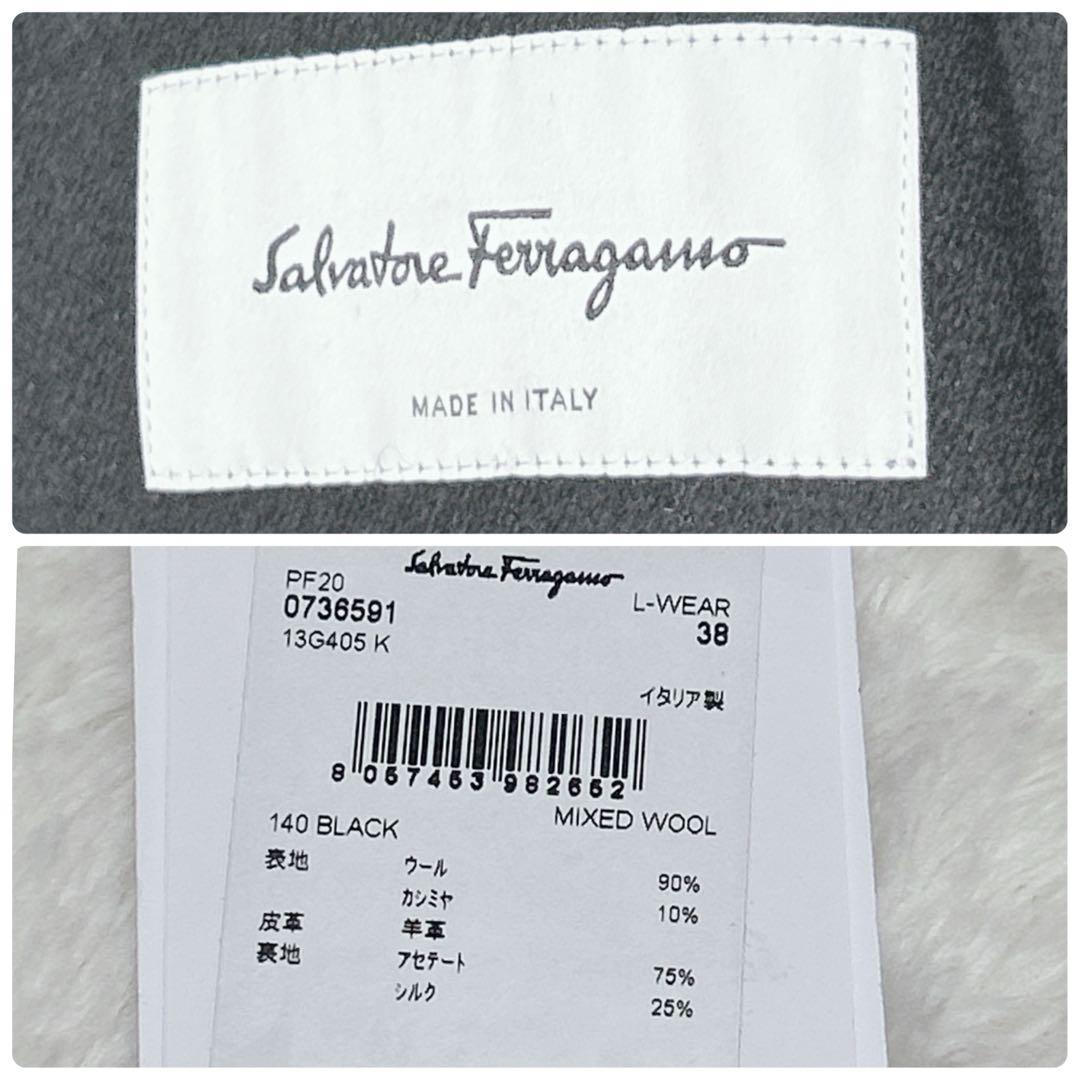 Salvatore Ferragamo
MADE IN ITALY
Salvatore Ferragamo
PF20
L-WEAR
0736591
38
13G405 K
イタリア製
8 057453 982652
140 BLACK
MIXED WOOL
表地 ウール 90%
カシミヤ 10%
皮革 羊革
裏地 アセテート 75%
シルク 25%